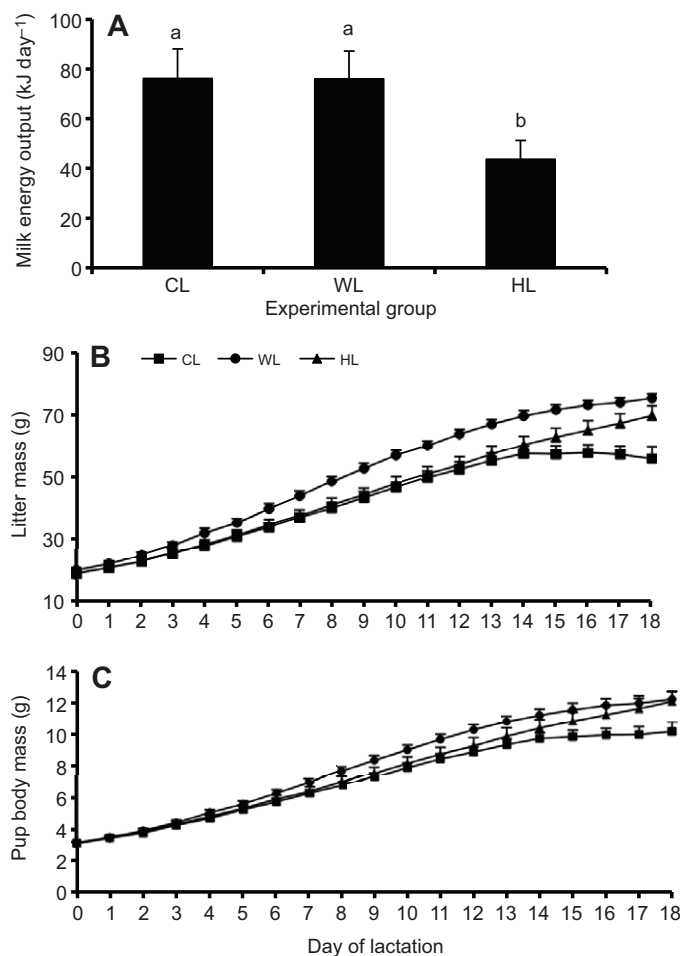 A
Milk energy output (kJ day⁻¹)
100
80
60
40
20
0
a
a
b
CL WL HL
Experimental group
B
CL WL HL
Litter mass (g)
90
70
50
30
10
0 1 2 3 4 5 6 7 8 9 10 11 12 13 14 15 16 17 18
C
Pup body mass (g)
14
12
10
8
6
4
2
0
0 1 2 3 4 5 6 7 8 9 10 11 12 13 14 15 16 17 18
Day of lactation